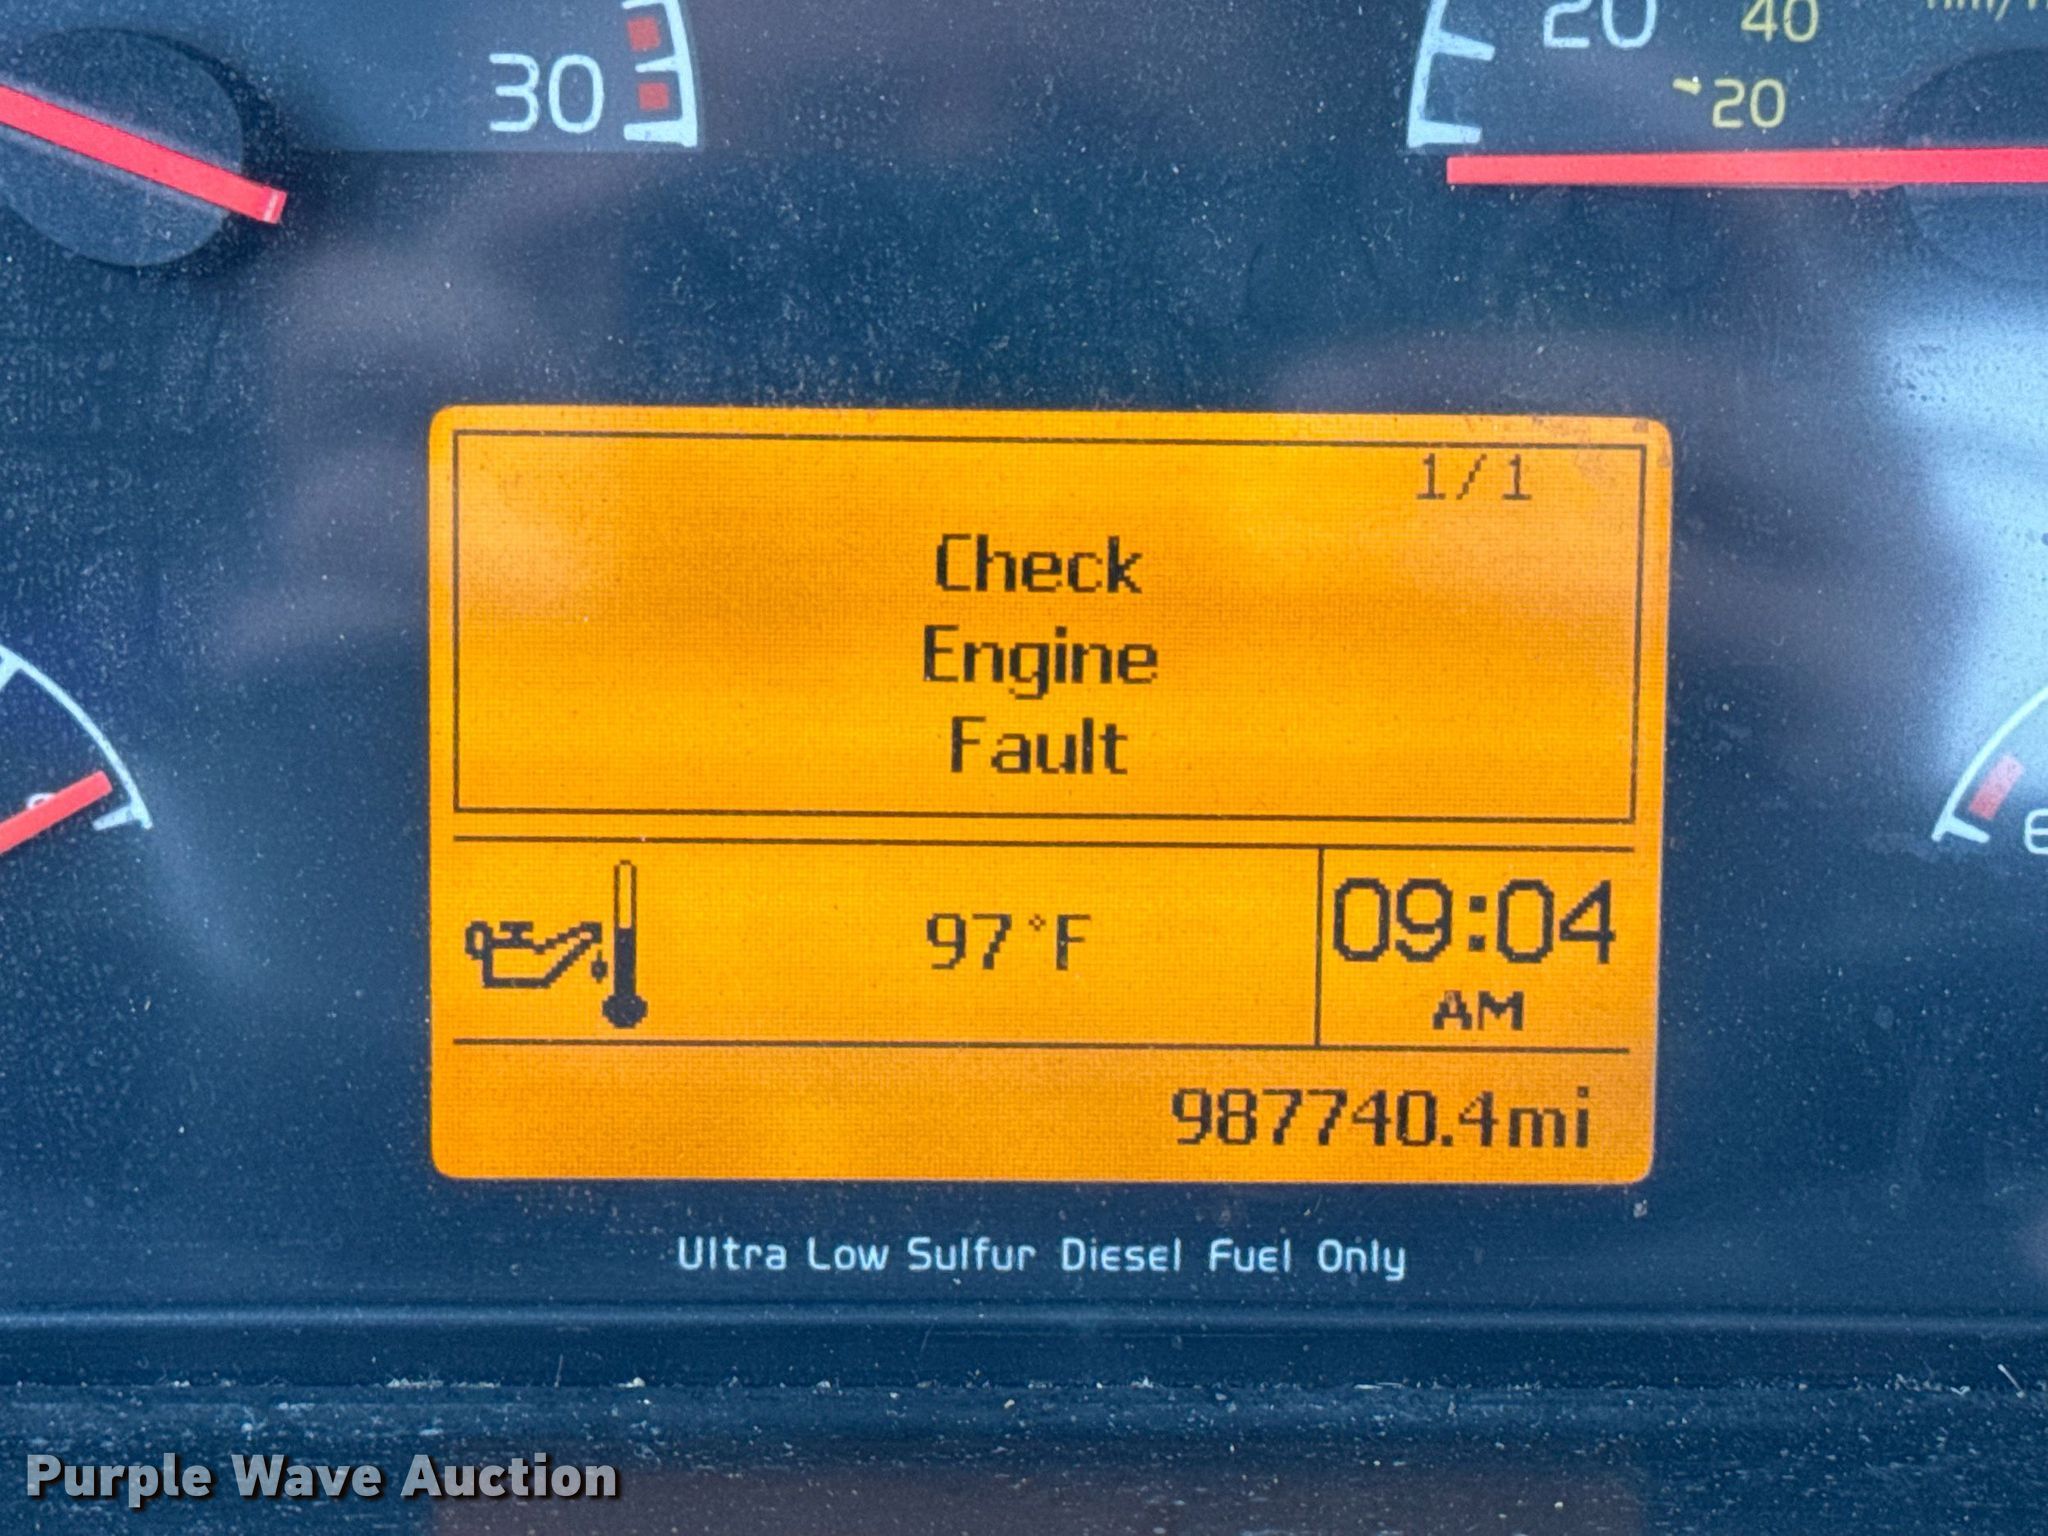 30
20 40
20
1/1
Check
Engine
Fault
97°F
09:04
AM
987740.4mi
Ultra Low Sulfur Diesel Fuel Only
Purple Wave Auction